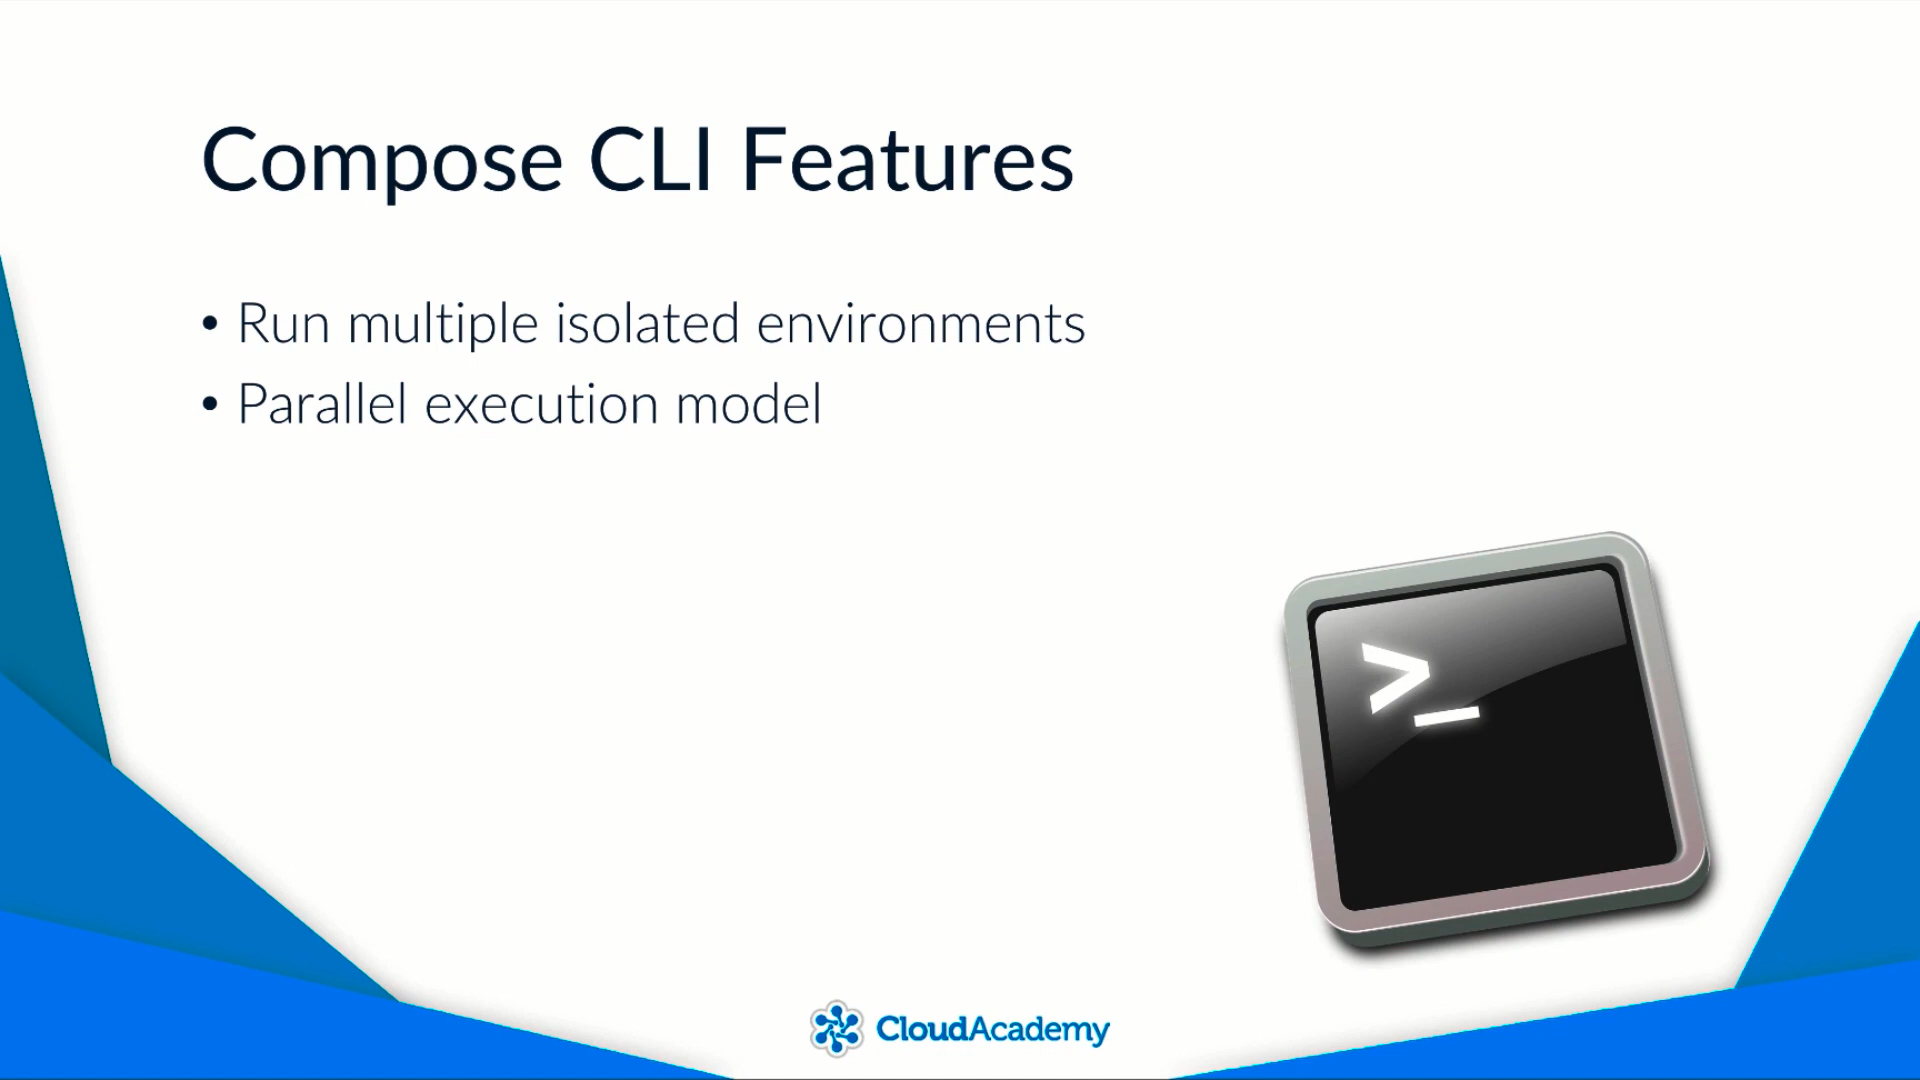 Compose CLI Features
• Run multiple isolated environments
• Parallel execution model
>_
CloudAcademy